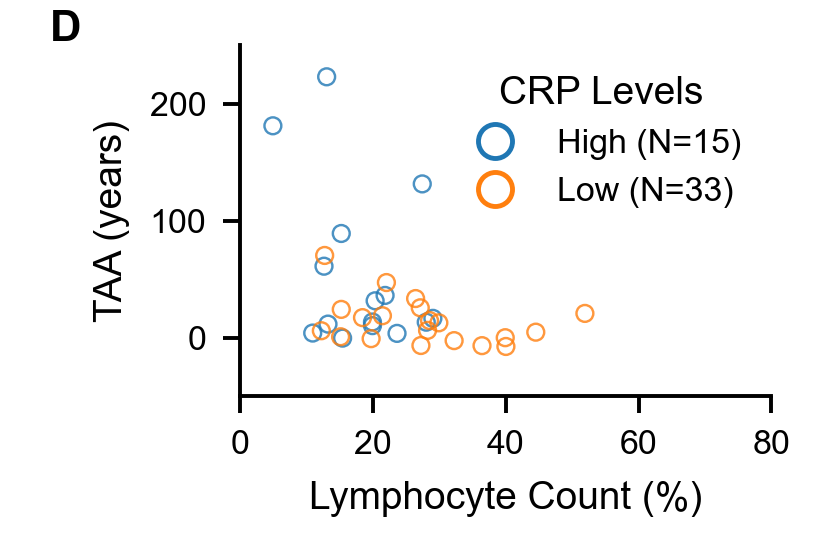 D
CRP Levels
High (N=15)
Low (N=33)
TAA (years)
200
100
0
0 20 40 60 80
Lymphocyte Count (%)